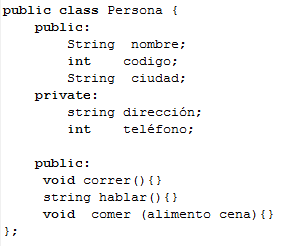 public class Persona {
public:
String nombre;
int codigo;
String ciudad;
private:
string dirección;
int teléfono;
public:
void correr(){}
string hablar(){}
void comer (alimento cena){}
};